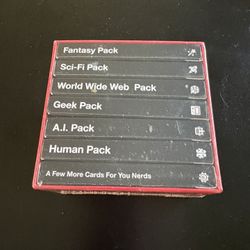 Fantasy Pack
Sci-Fi Pack
World Wide Web Pack
Geek Pack
A.I. Pack
Human Pack
A Few More Cards For You Nerds